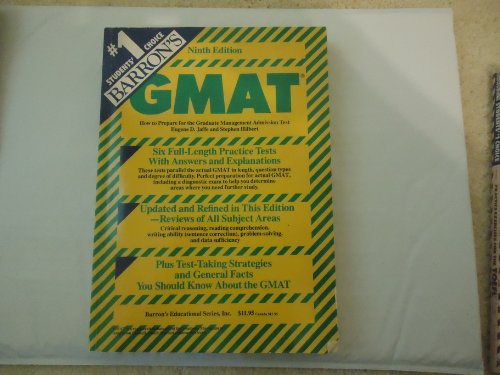 #1
STUDENTS' CHOICE
BARRON'S
Ninth Edition
GMAT®
How to Prepare for the Graduate Management Admission Test
Eugene D. Jaffe and Stephen Hilbert
Six Full-Length Practice Tests
With Answers and Explanations
These tests parallel the actual GMAT in length, question types
and degree of difficulty. Perfect preparation for actual GMAT,
including a diagnostic exam to help you determine
areas where you need further study.
Updated and Refined in This Edition
—Reviews of All Subject Areas
Critical reasoning, reading comprehension,
writing ability (sentence correction), problem-solving,
and data sufficiency
Plus Test-Taking Strategies
and General Facts
You Should Know About the GMAT
Barron's Educational Series, Inc. $11.95